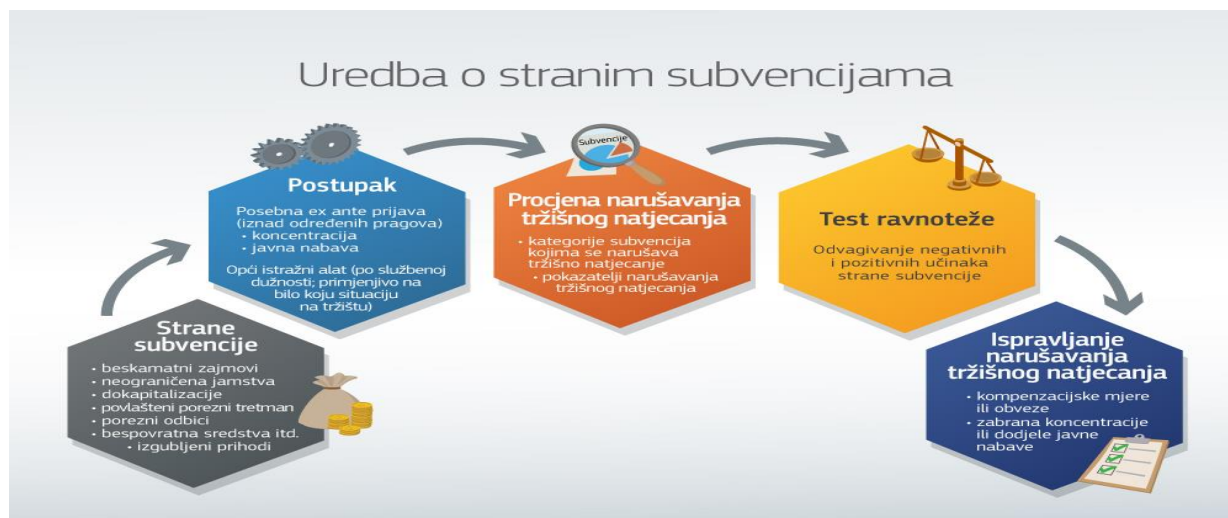 Uredba o stranim subvencijama
Strane
subvencije
• beskamatni zajmovi
• neograničena jamstva
• dokapitalizacije
• povlašteni porezni tretman
• porezni odbici
• bespovratna sredstva itd.
• izgubljeni prihodi
Postupak
Posebna ex ante prijava
(iznad određenih pragova)
• koncentracija
• javna nabava
Opći istražni alat (po službenoj
dužnosti; primjenjivo na
bilo koju situaciju
na tržištu)
Subvencije
Procjena narušavanja
tržišnog natjecanja
• kategorije subvencija
kojima se narušava
tržišno natjecanje
• pokazatelji narušavanja
tržišnog natjecanja
Test ravnoteže
Odvagivanje negativnih
i pozitivnih učinaka
strane subvencije
Ispravljanje
narušavanja
tržišnog natjecanja
• kompenzacijske mjere
ili obveze
• zabrana koncentracije
ili dodjele javne
nabave